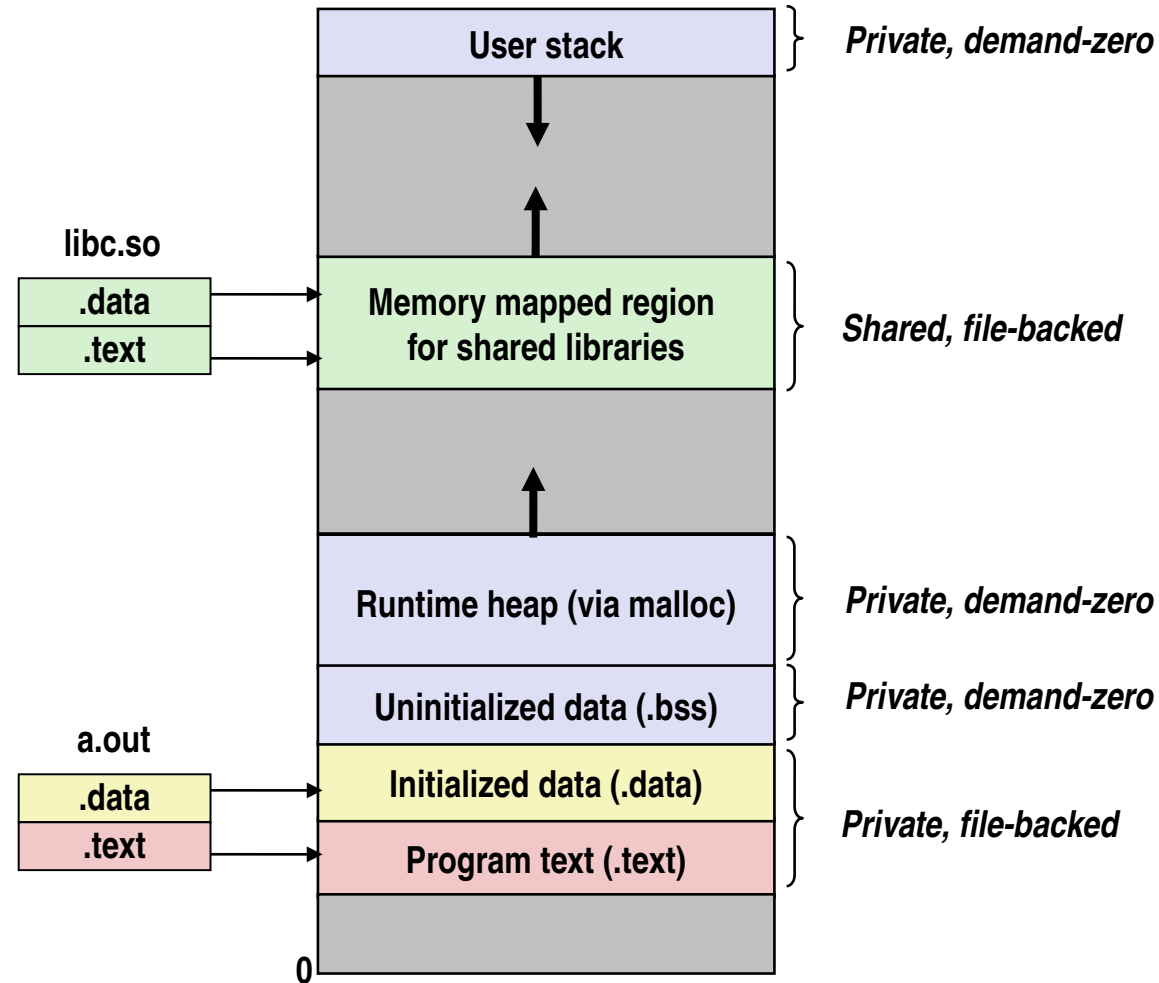 User stack
Private, demand-zero
libc.so
.data
.text
Memory mapped region
for shared libraries
Shared, file-backed
Runtime heap (via malloc)
Private, demand-zero
Uninitialized data (.bss)
Private, demand-zero
a.out
.data
.text
Initialized data (.data)
Program text (.text)
Private, file-backed
0